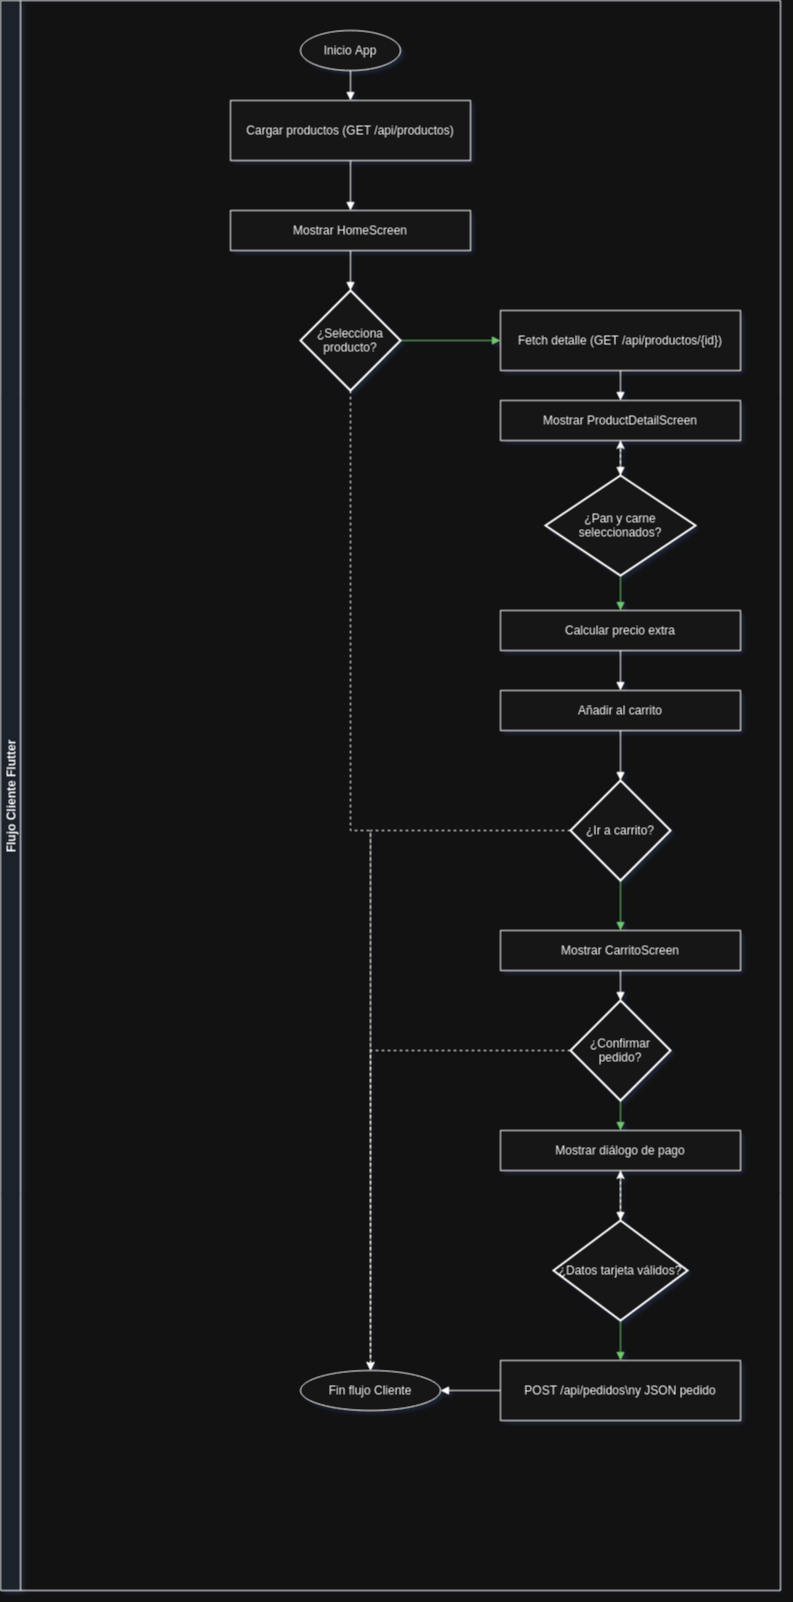 Flujo Cliente Flutter
Inicio App
Cargar productos (GET /api/productos)
Mostrar HomeScreen
¿Selecciona
producto?
Fetch detalle (GET /api/productos/{id})
Mostrar ProductDetailScreen
¿Pan y carne
seleccionados?
Calcular precio extra
Añadir al carrito
¿Ir a carrito?
Mostrar CarritoScreen
¿Confirmar
pedido?
Mostrar diálogo de pago
¿Datos tarjeta válidos?
POST /api/pedidos\ny JSON pedido
Fin flujo Cliente